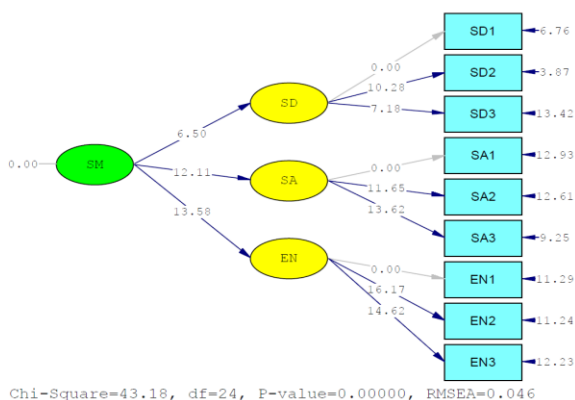 SD1
6.76
0.00
SD2
3.87
SD
10.28
7.18
SD3
13.42
6.50
SA1
12.93
0.00
0.00
SM
12.11
SA
11.65
SA2
12.61
13.62
13.58
SA3
9.25
EN
0.00
EN1
11.29
16.17
EN2
11.24
14.62
EN3
12.23
Chi-Square=43.18, df=24, P-value=0.00000, RMSEA=0.046